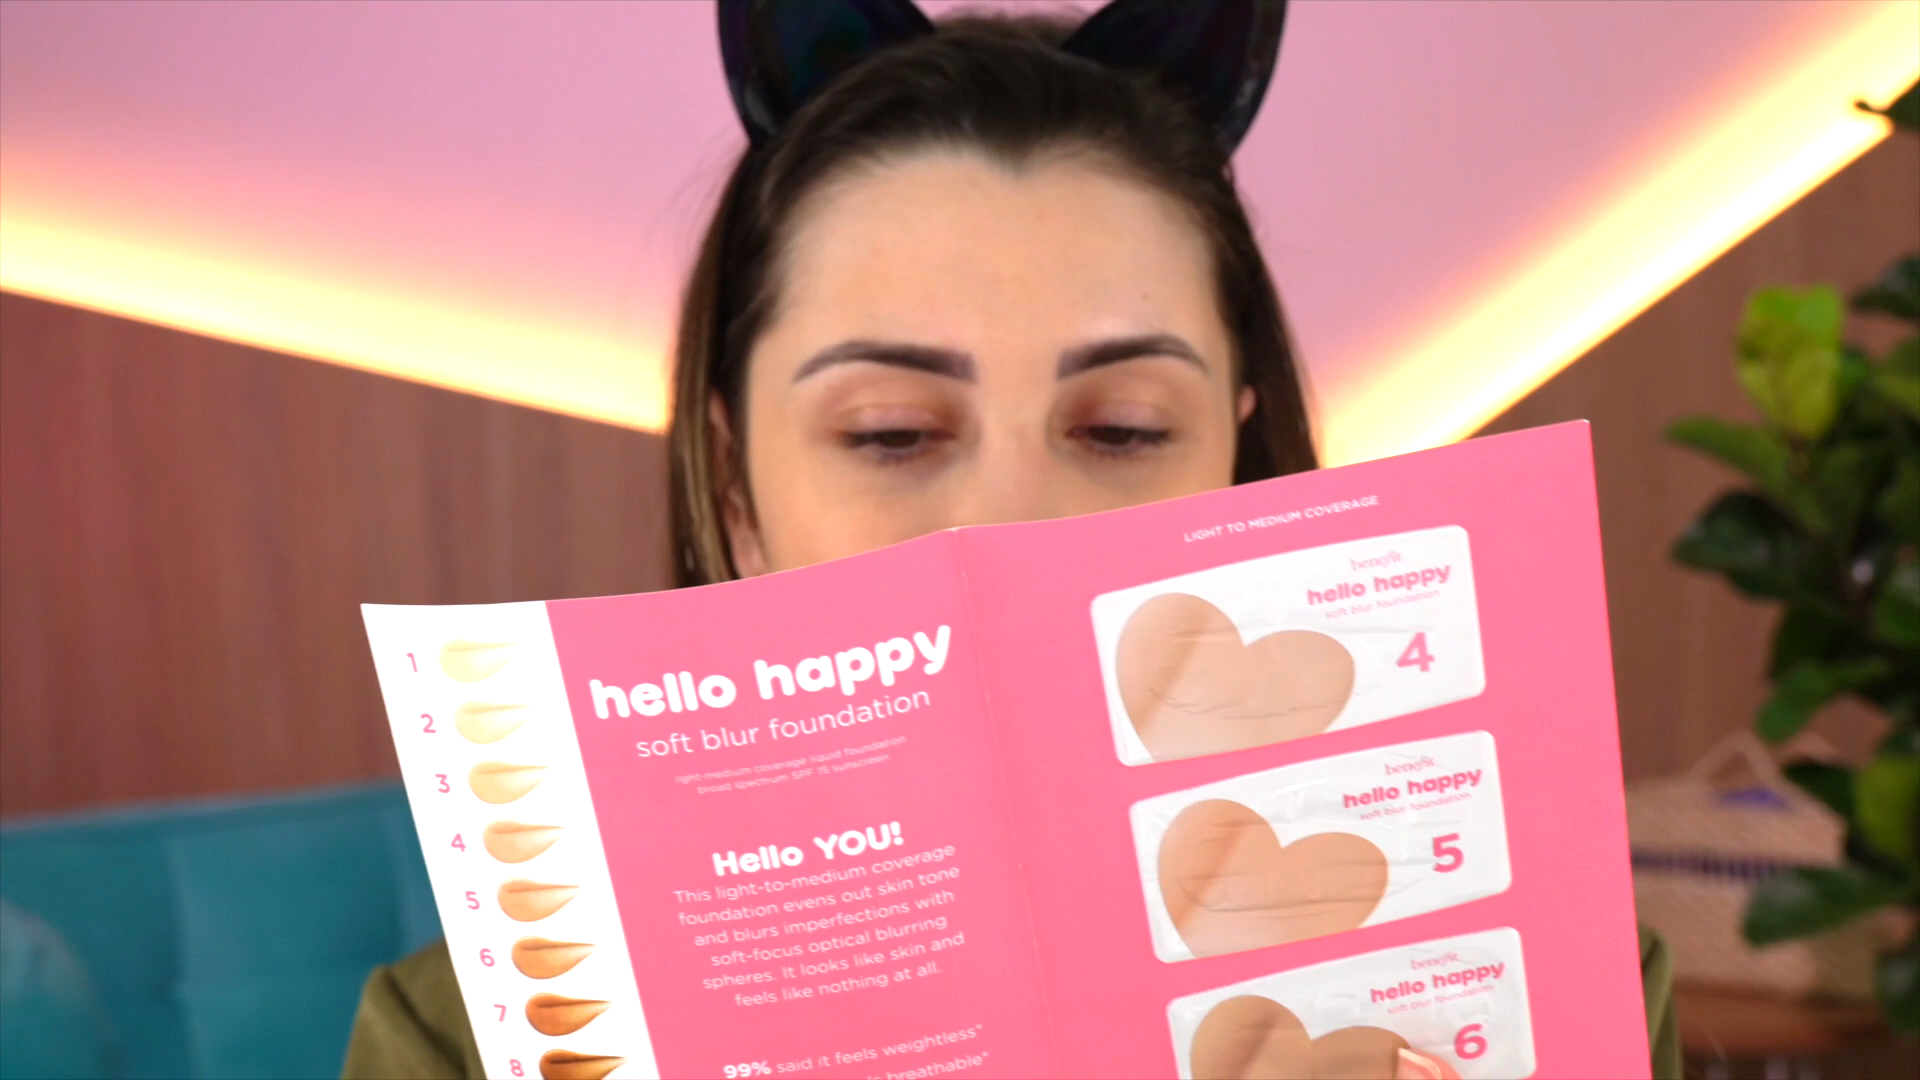 1
2
3
4
5
6
7
8
hello happy
soft blur foundation
light-medium coverage liquid foundation
broad spectrum SPF 15 sunscreen
Hello YOU!
This light-to-medium coverage
foundation evens out skin tone
and blurs imperfections with
soft-focus optical blurring
spheres. It looks like skin and
feels like nothing at all.
99% said it feels weightless*
breathable*
LIGHT TO MEDIUM COVERAGE
benefit
hello happy
soft blur foundation
4
benefit
hello happy
soft blur foundation
5
benefit
hello happy
soft blur foundation
6